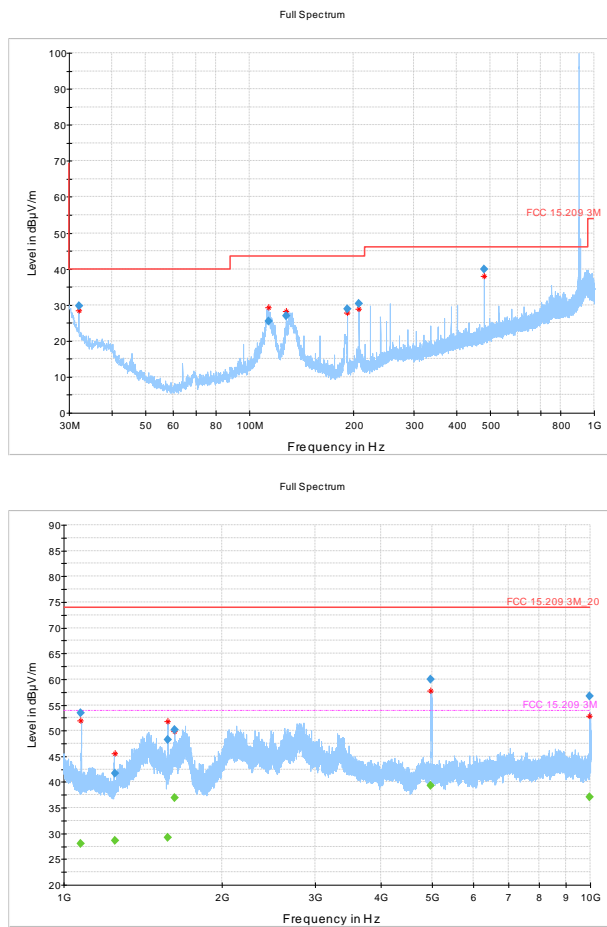 Full Spectrum
Level in dBµV/m
100
90
80
70
60
50
40
30
20
10
0
FCC 15.209 3M
30M 50 60 80 100M 200 300 400 500 800 1G
Frequency in Hz
Full Spectrum
Level in dBµV/m
90
85
80
75
70
65
60
55
50
45
40
35
30
25
20
FCC 15.209 3M_20
FCC 15.209 3M
1G 2G 3G 4G 5G 6 7 8 9 10G
Frequency in Hz